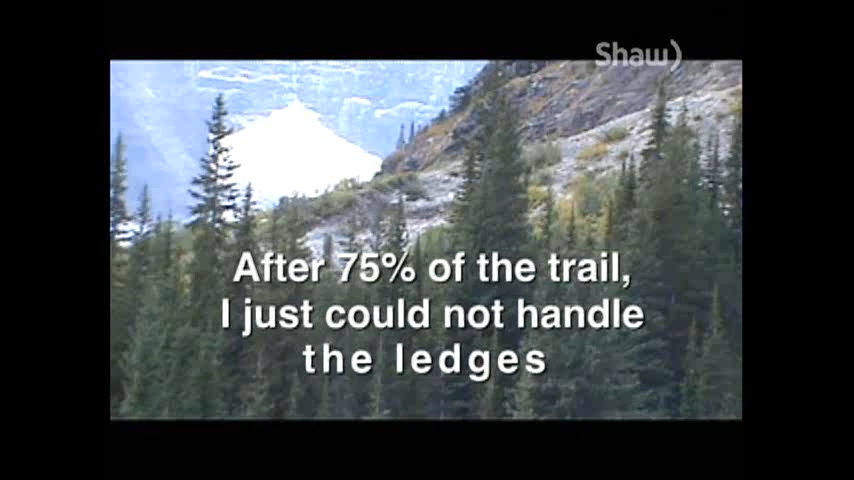 Shaw)
After 75% of the trail,
I just could not handle
the ledges